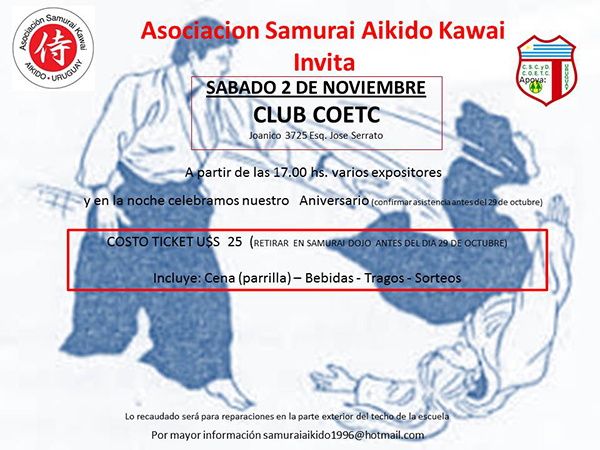 Asociacion Samurai Aikido Kawai
Invita
Asociación Samurai Kawai
侍
AIKIDO - URUGUAY
C.S.C.y D.
C.O.E.T.C.
Apoya:
URUGUAY
SABADO 2 DE NOVIEMBRE
CLUB COETC
Joanico 3725 Esq. Jose Serrato
A partir de las 17.00 hs. varios expositores
y en la noche celebramos nuestro Aniversario (confirmar asistencia antes del 29 de octubre)
COSTO TICKET U$S 25 (RETIRAR EN SAMURAI DOJO ANTES DEL DIA 29 DE OCTUBRE)
Incluye: Cena (parrilla) – Bebidas - Tragos - Sorteos
Lo recaudado será para reparaciones en la parte exterior del techo de la escuela
Por mayor información samuraiaikido1996@hotmail.com